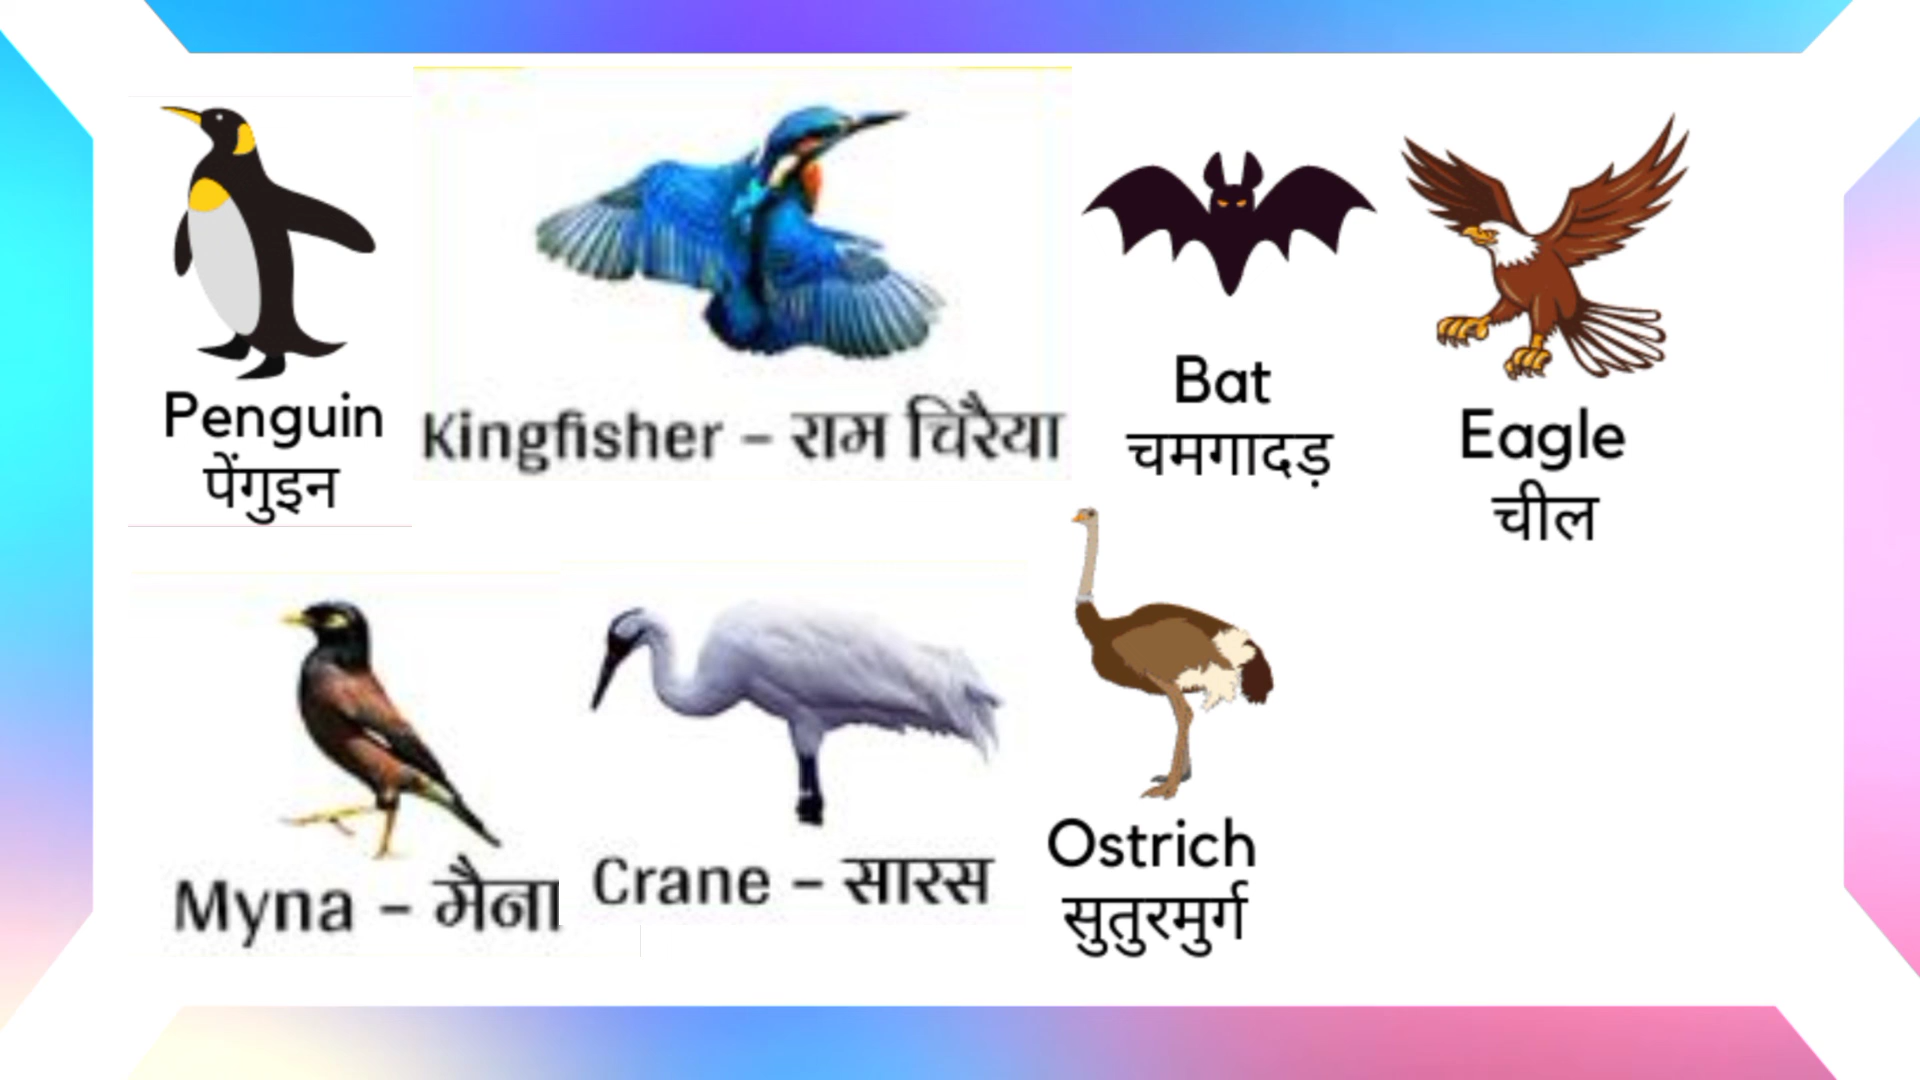 Penguin
पेंगुइन
Kingfisher – राम चिरैया
Bat
चमगादड़
Eagle
चील
Myna – मैना
Crane – सारस
Ostrich
सुतुरमुर्ग